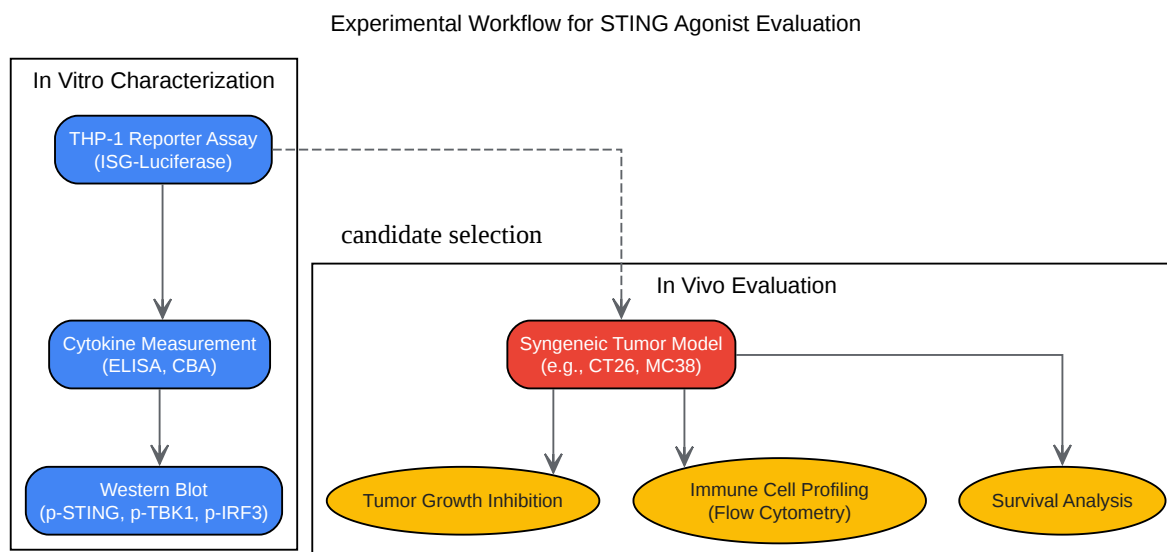 Experimental Workflow for STING Agonist Evaluation
In Vitro Characterization
THP-1 Reporter Assay
(ISG-Luciferase)
candidate selection
Cytokine Measurement
(ELISA, CBA)
Western Blot
(p-STING, p-TBK1, p-IRF3)
In Vivo Evaluation
Syngeneic Tumor Model
(e.g., CT26, MC38)
Tumor Growth Inhibition
Immune Cell Profiling
(Flow Cytometry)
Survival Analysis